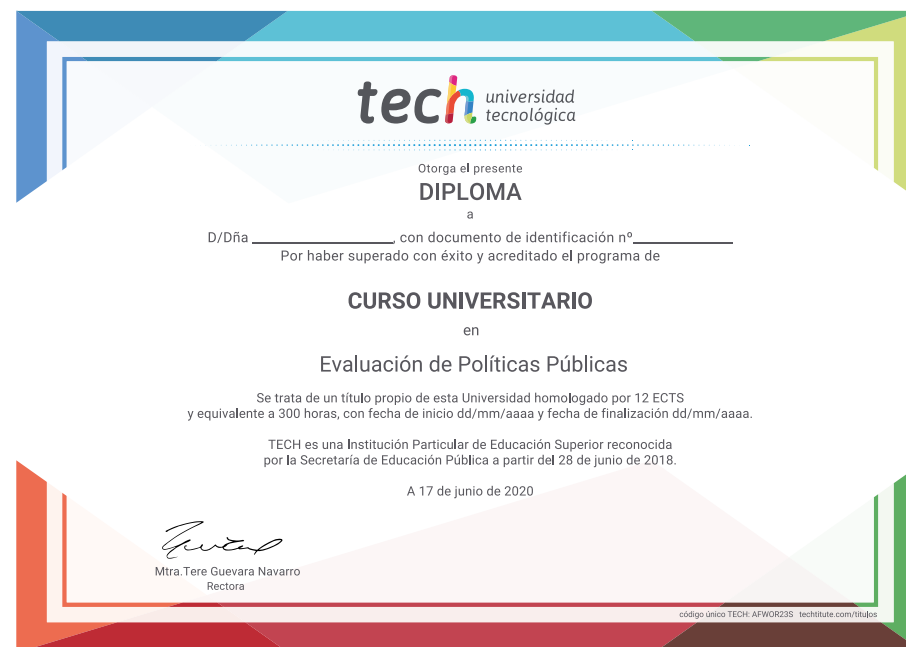 tech universidad
tecnológica
Otorga el presente
DIPLOMA
a
D/Dña ____________________, con documento de identificación nº______________
Por haber superado con éxito y acreditado el programa de
CURSO UNIVERSITARIO
en
Evaluación de Políticas Públicas
Se trata de un título propio de esta Universidad homologado por 12 ECTS
y equivalente a 300 horas, con fecha de inicio dd/mm/aaaa y fecha de finalización dd/mm/aaaa.
TECH es una Institución Particular de Educación Superior reconocida
por la Secretaría de Educación Pública a partir del 28 de junio de 2018.
A 17 de junio de 2020
Mtra.Tere Guevara Navarro
Rectora
código único TECH: AFWOR23S techtitute.com/titulos